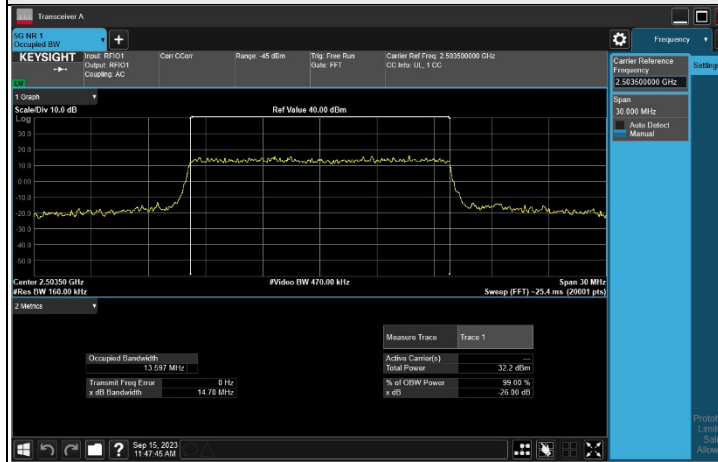 Transceiver A
5G NR 1
Occupied BW
+
Frequency
KEYSIGHT
Input: RFIO1
Output: RFIO1
Coupling: AC
Corr CCorr
Range: -45 dBm
Trig: Free Run
Gate: FFT
Carrier Ref Freq: 2.503500000 GHz
CC Info: UL, 1 CC
LXI
Carrier Reference
Frequency
2.503500000 GHz
Settings
Span
30.000 MHz
Auto Detect
Manual
1 Graph
Scale/Div 10.0 dB
Ref Value 40.00 dBm
Log
30.0
20.0
10.0
0.00
-10.0
-20.0
-30.0
-40.0
-50.0
Center 2.50350 GHz
#Video BW 470.00 kHz
Span 30 MHz
#Res BW 160.00 kHz
Sweep (FFT) ~25.4 ms (20001 pts)
2 Metrics
Measure Trace Trace 1
Occupied Bandwidth
13.597 MHz
Active Carrier(s) ---
Total Power 32.2 dBm
Transmit Freq Error 0 Hz
x dB Bandwidth 14.70 MHz
% of OBW Power 99.00 %
x dB -26.00 dB
?
Sep 15, 2023
11:47:45 AM